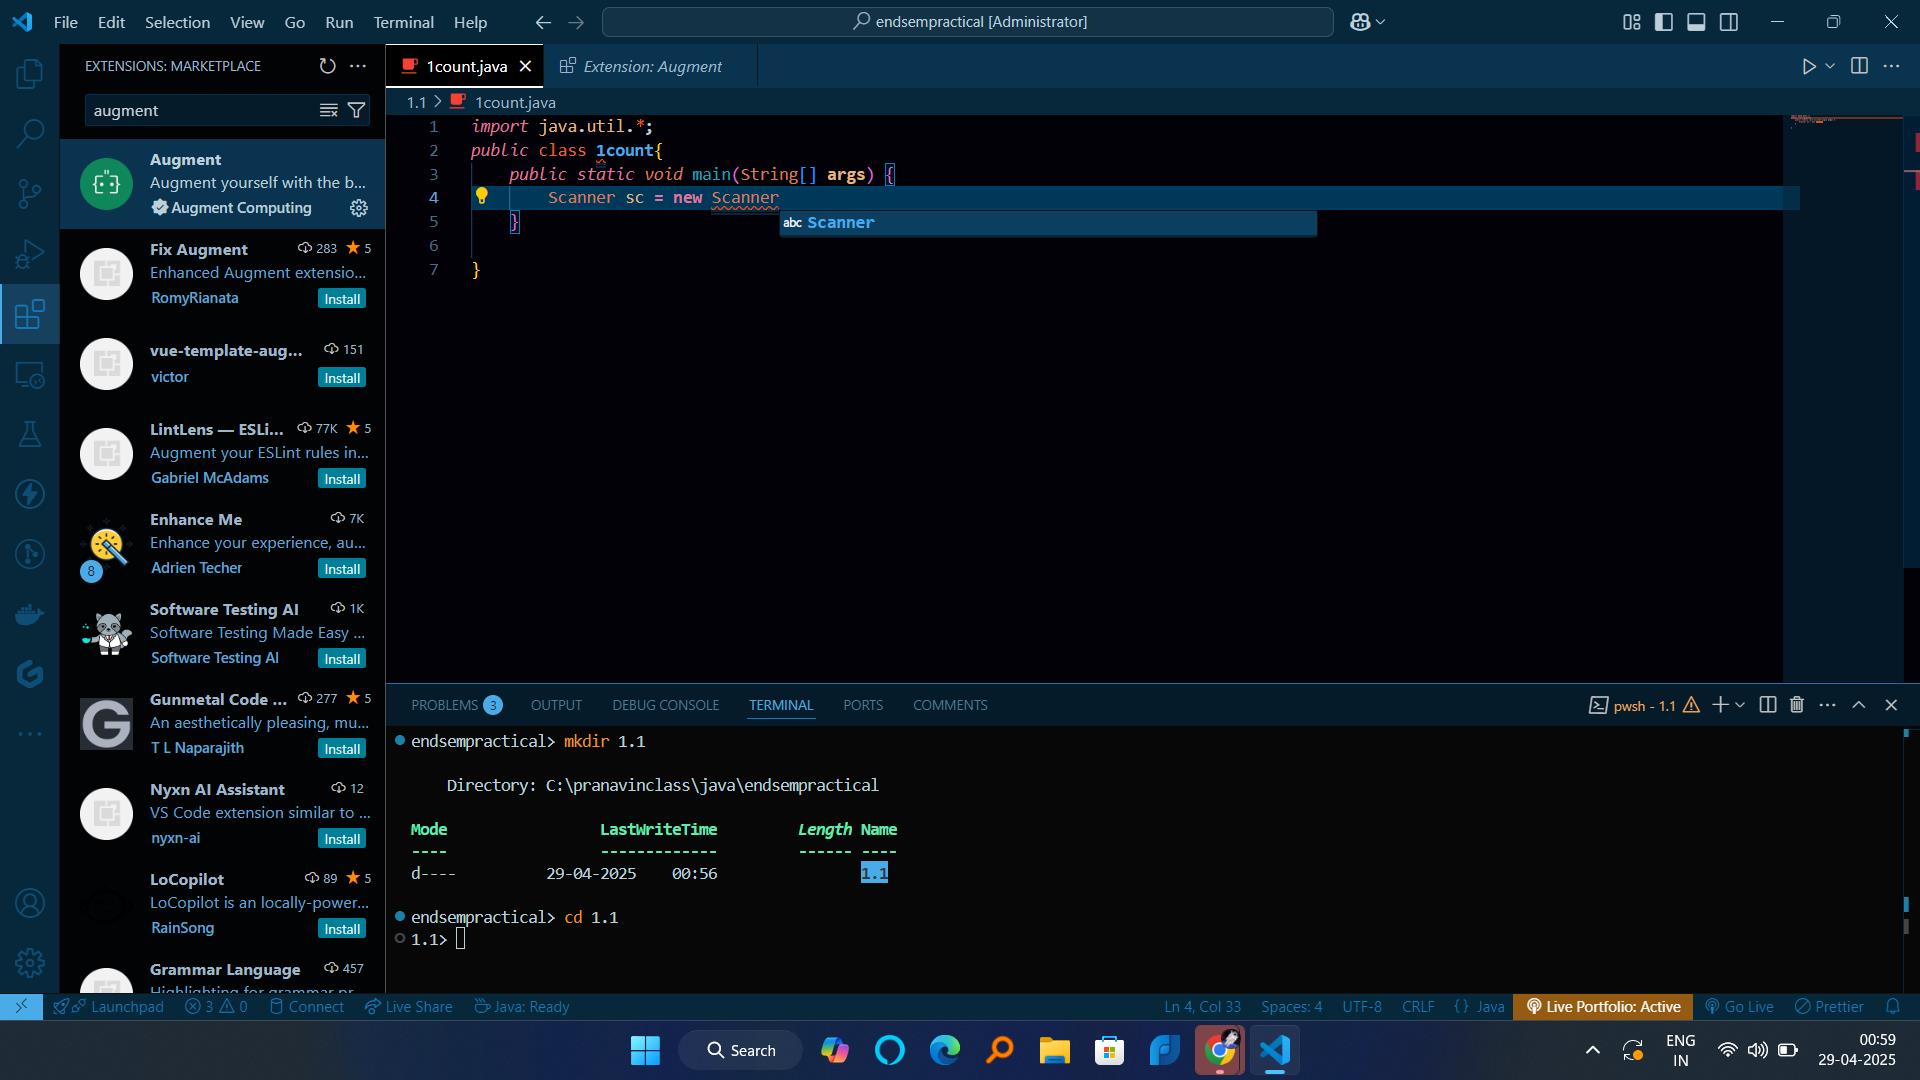 File Edit Selection View Go Run Terminal Help
endsempractical [Administrator]
EXTENSIONS: MARKETPLACE
augment
Augment
Augment yourself with the b...
Augment Computing
Fix Augment 283 5
Enhanced Augment extensio...
RomyRianata Install
vue-template-aug... 151
victor Install
LintLens — ESLi... 77K 5
Augment your ESLint rules in...
Gabriel McAdams Install
Enhance Me 7K
Enhance your experience, au...
8
Adrien Techer Install
Software Testing AI 1K
Software Testing Made Easy ...
Software Testing AI Install
Gunmetal Code ... 277 5
An aesthetically pleasing, mu...
T L Naparajith Install
Nyxn AI Assistant 12
VS Code extension similar to ...
nyxn-ai Install
LoCopilot 89 5
LoCopilot is an locally-power...
RainSong Install
Grammar Language 457
1count.java Extension: Augment
1.1 > 1count.java
1 import java.util.*;
2 public class 1count{
3 public static void main(String[] args) {
4 Scanner sc = new Scanner
abc Scanner
5 }
6
7 }
PROBLEMS 3 OUTPUT DEBUG CONSOLE TERMINAL PORTS COMMENTS
pwsh - 1.1
endsempractical> mkdir 1.1
Directory: C:\pranavinclass\java\endsempractical
Mode LastWriteTime Length Name
---- ------------- ------ ----
d---- 29-04-2025 00:56 1.1
endsempractical> cd 1.1
1.1>
Launchpad 3 0 Connect Live Share Java: Ready
Ln 4, Col 33 Spaces: 4 UTF-8 CRLF {} Java Live Portfolio: Active Go Live Prettier
Search
ENG
IN
00:59
29-04-2025